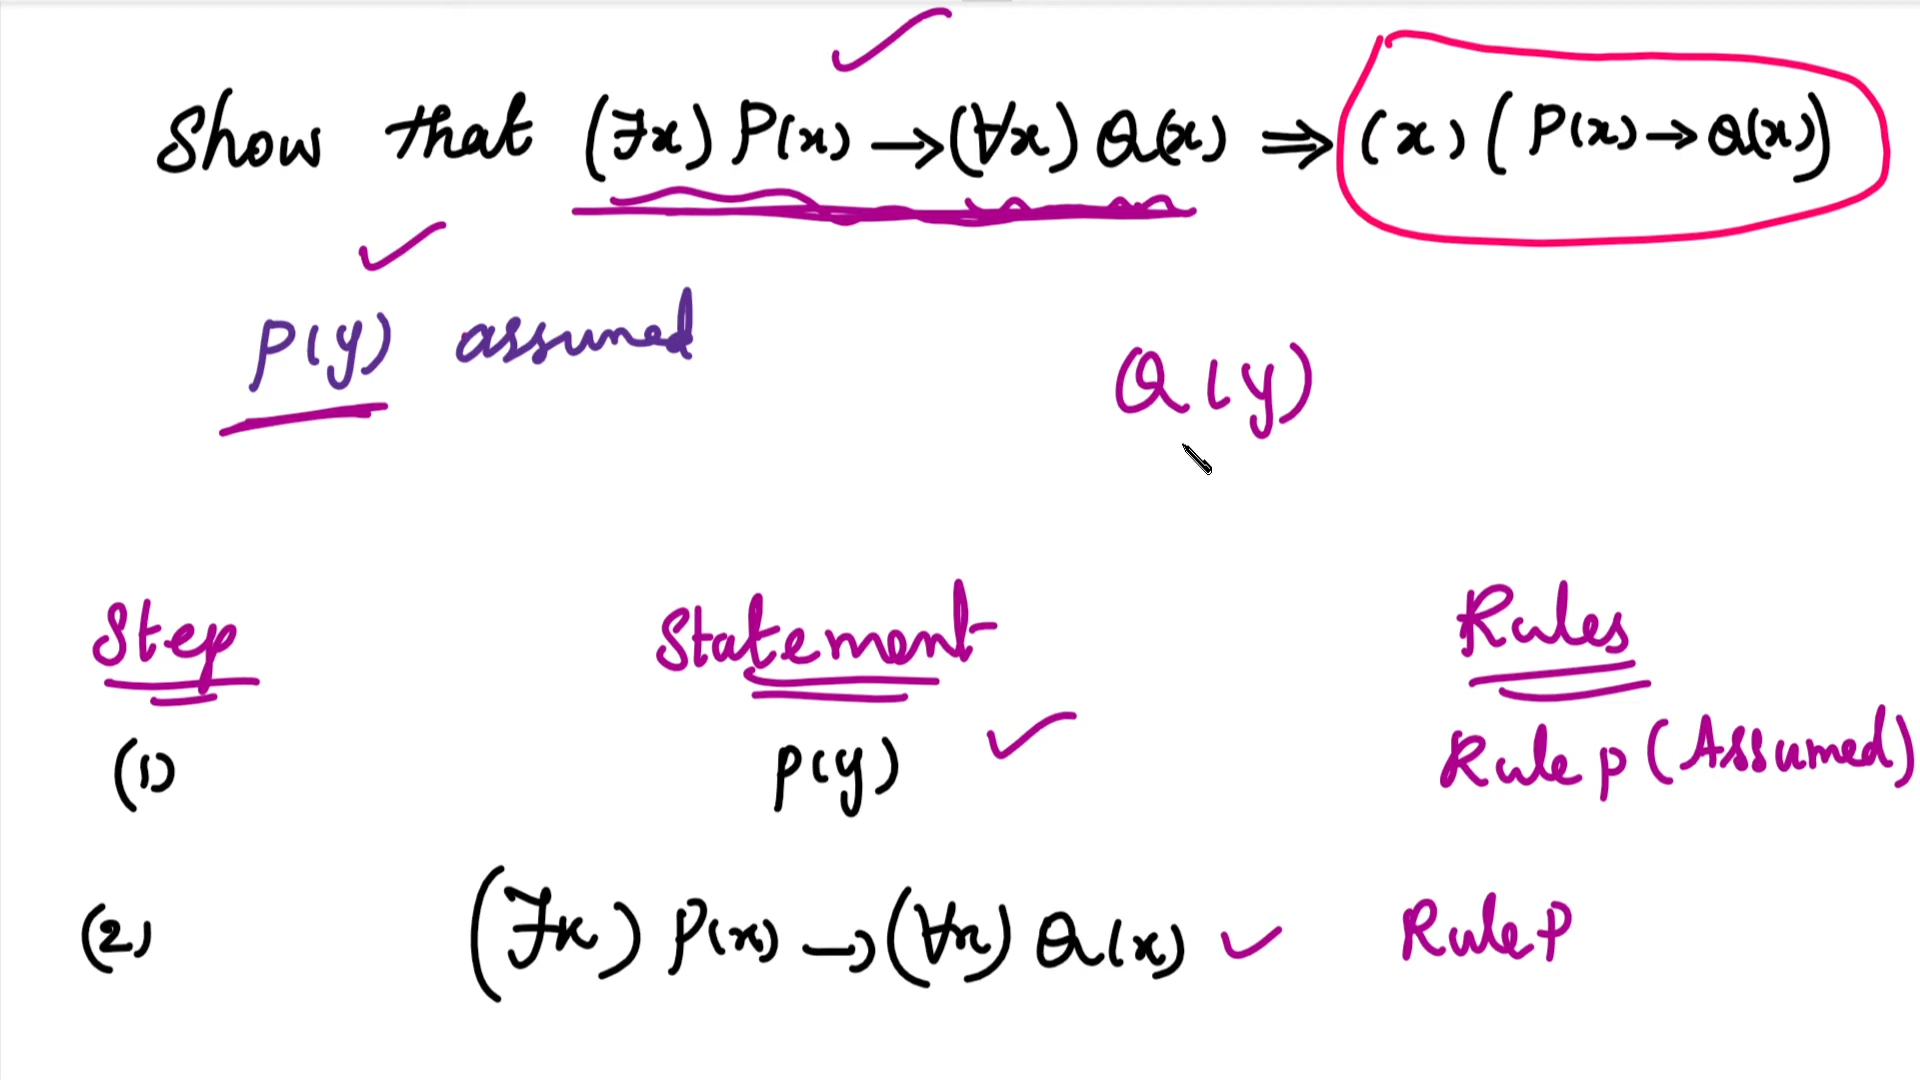 Show that (∃x) P(x) → (∀x) Q(x) ⇒ (x) (P(x) → Q(x))
P(y) assumed
Q(y)
Step Statement Rules
(1) P(y) Rule P (Assumed)
(2) (∃x) P(x) → (∀x) Q(x) Rule P